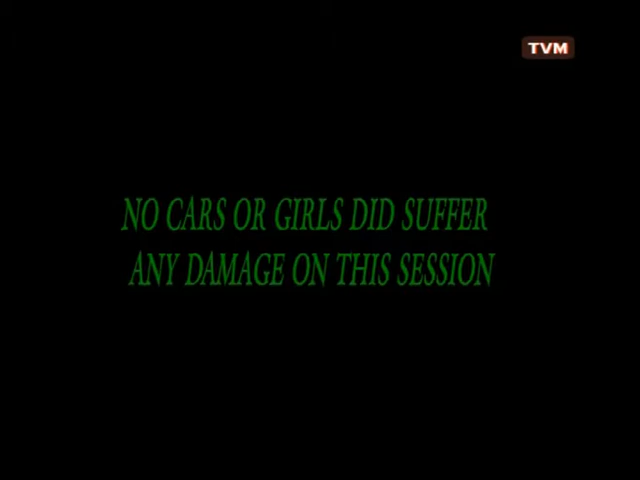 TVM
NO CARS OR GIRLS DID SUFFER
ANY DAMAGE ON THIS SESSION